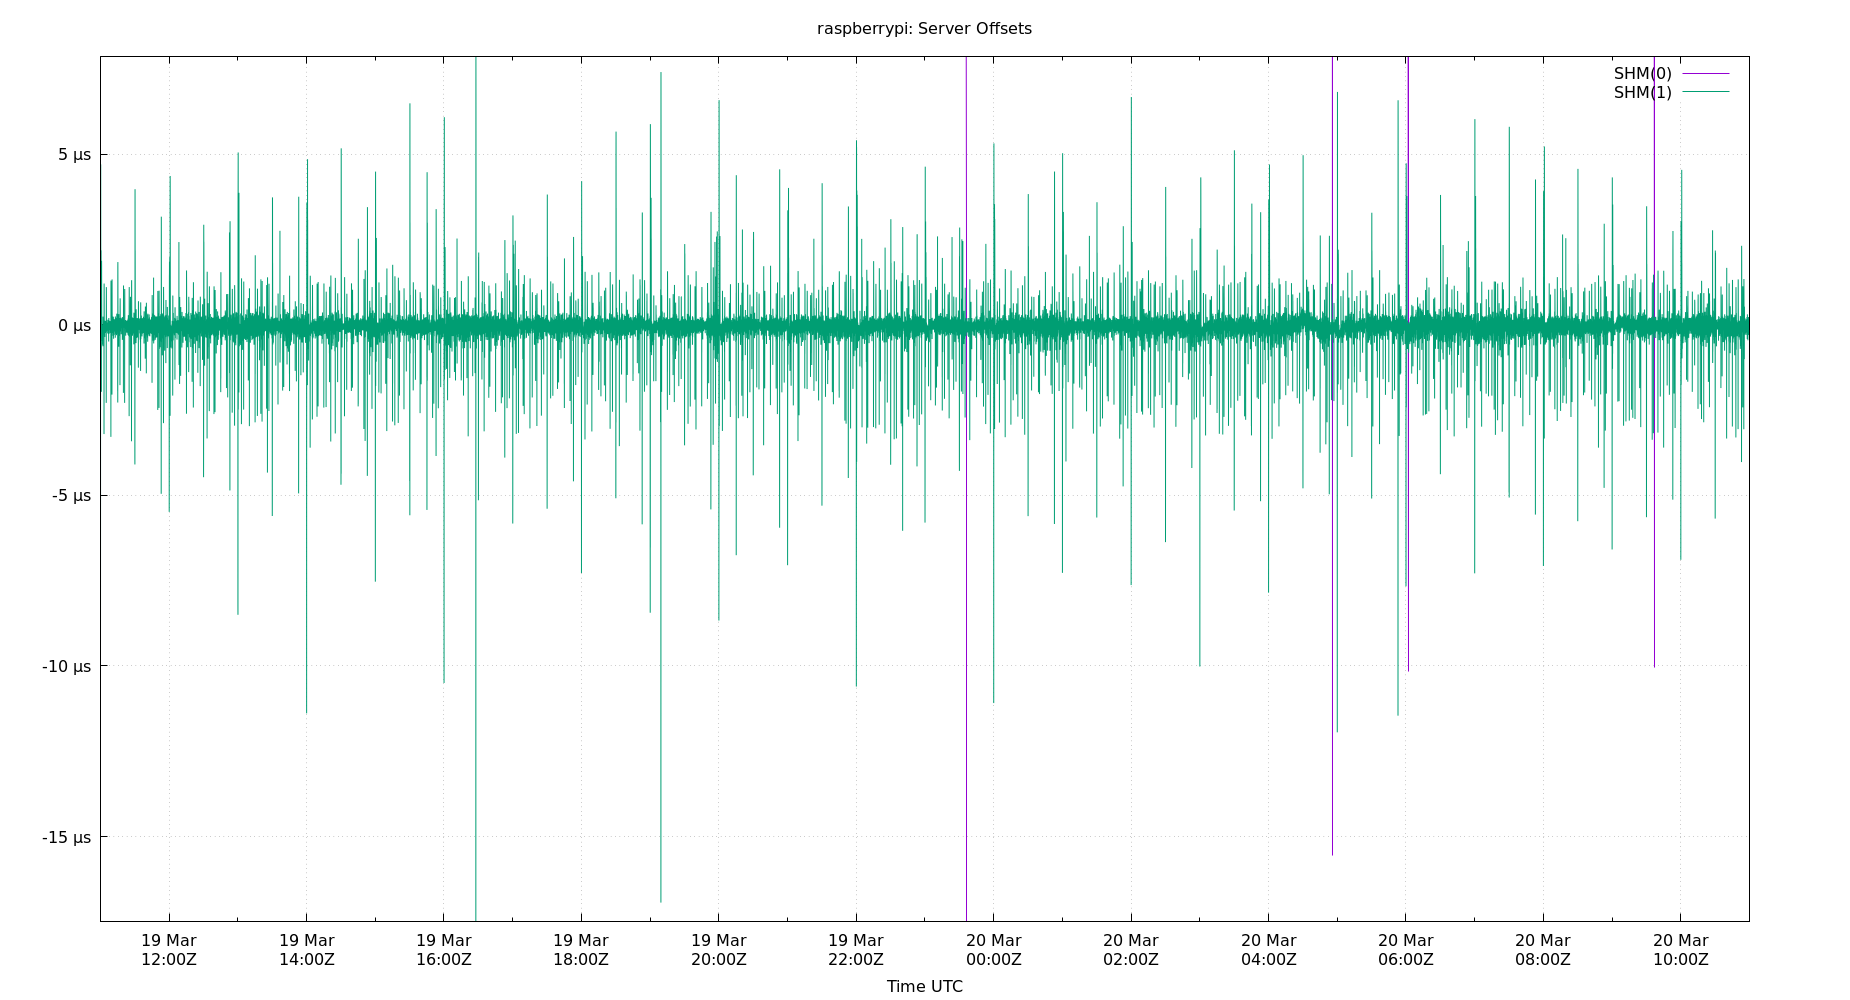 raspberrypi: Server Offsets
SHM(0)
SHM(1)
5 µs
0 µs
-5 µs
-10 µs
-15 µs
19 Mar 19 Mar 19 Mar 19 Mar 19 Mar 19 Mar 20 Mar 20 Mar 20 Mar 20 Mar 20 Mar 20 Mar
12:00Z 14:00Z 16:00Z 18:00Z 20:00Z 22:00Z 00:00Z 02:00Z 04:00Z 06:00Z 08:00Z 10:00Z
Time UTC